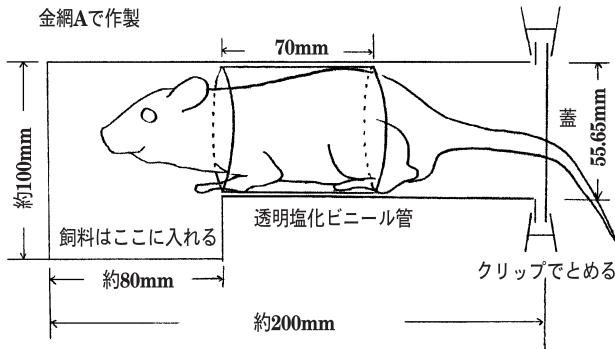 金網Aで作製
70mm
蓋
55.65mm
約100mm
飼料はここに入れる
透明塩化ビニール管
クリップでとめる
約80mm
約200mm